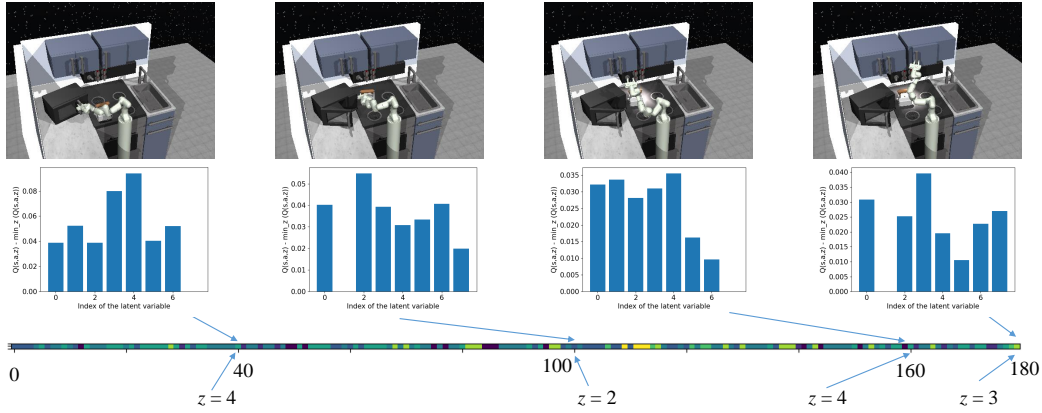 0.08
0.06
0.04
0.02
0.00
Q(s,a,z) - min_z (Q(s,a,z))
0 2 4 6
Index of the latent variable
0.05
0.04
0.03
0.02
0.01
0.00
Q(s,a,z) - min_z (Q(s,a,z))
0 2 4 6
Index of the latent variable
0.035
0.030
0.025
0.020
0.015
0.010
0.005
0.000
Q(s,a,z) - min_z (Q(s,a,z))
0 2 4 6
Index of the latent variable
0.040
0.035
0.030
0.025
0.020
0.015
0.010
0.005
0.000
Q(s,a,z) - min_z (Q(s,a,z))
0 2 4 6
Index of the latent variable
0 40 100 160 180
z = 4 z = 2 z = 4 z = 3